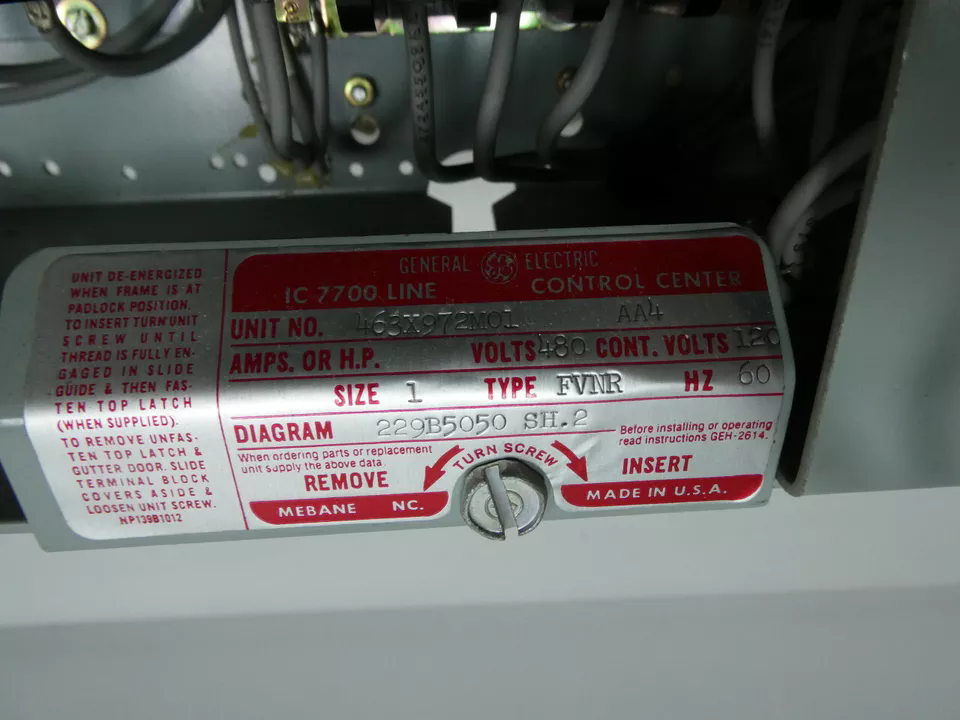 UNIT DE-ENERGIZED
WHEN FRAME IS AT
PADLOCK POSITION.
TO INSERT TURN UNIT
SCREW UNTIL
THREAD IS FULLY EN-
GAGED IN SLIDE
GUIDE & THEN FAS-
TEN TOP LATCH
(WHEN SUPPLIED).
TO REMOVE UNFAS-
TEN TOP LATCH &
GUTTER DOOR. SLIDE
TERMINAL BLOCK
COVERS ASIDE &
LOOSEN UNIT SCREW.
NP139B1012
GENERAL GE ELECTRIC
IC 7700 LINE CONTROL CENTER
UNIT NO. 463X972M01 AA4
AMPS. OR H.P. VOLTS 480 CONT. VOLTS 120
SIZE 1 TYPE FVNR HZ 60
DIAGRAM 229B5050 SH.2
When ordering parts or replacement
unit supply the above data.
Before installing or operating
read instructions GEH-2614.
TURN SCREW
REMOVE
INSERT
MEBANE NC.
MADE IN U.S.A.